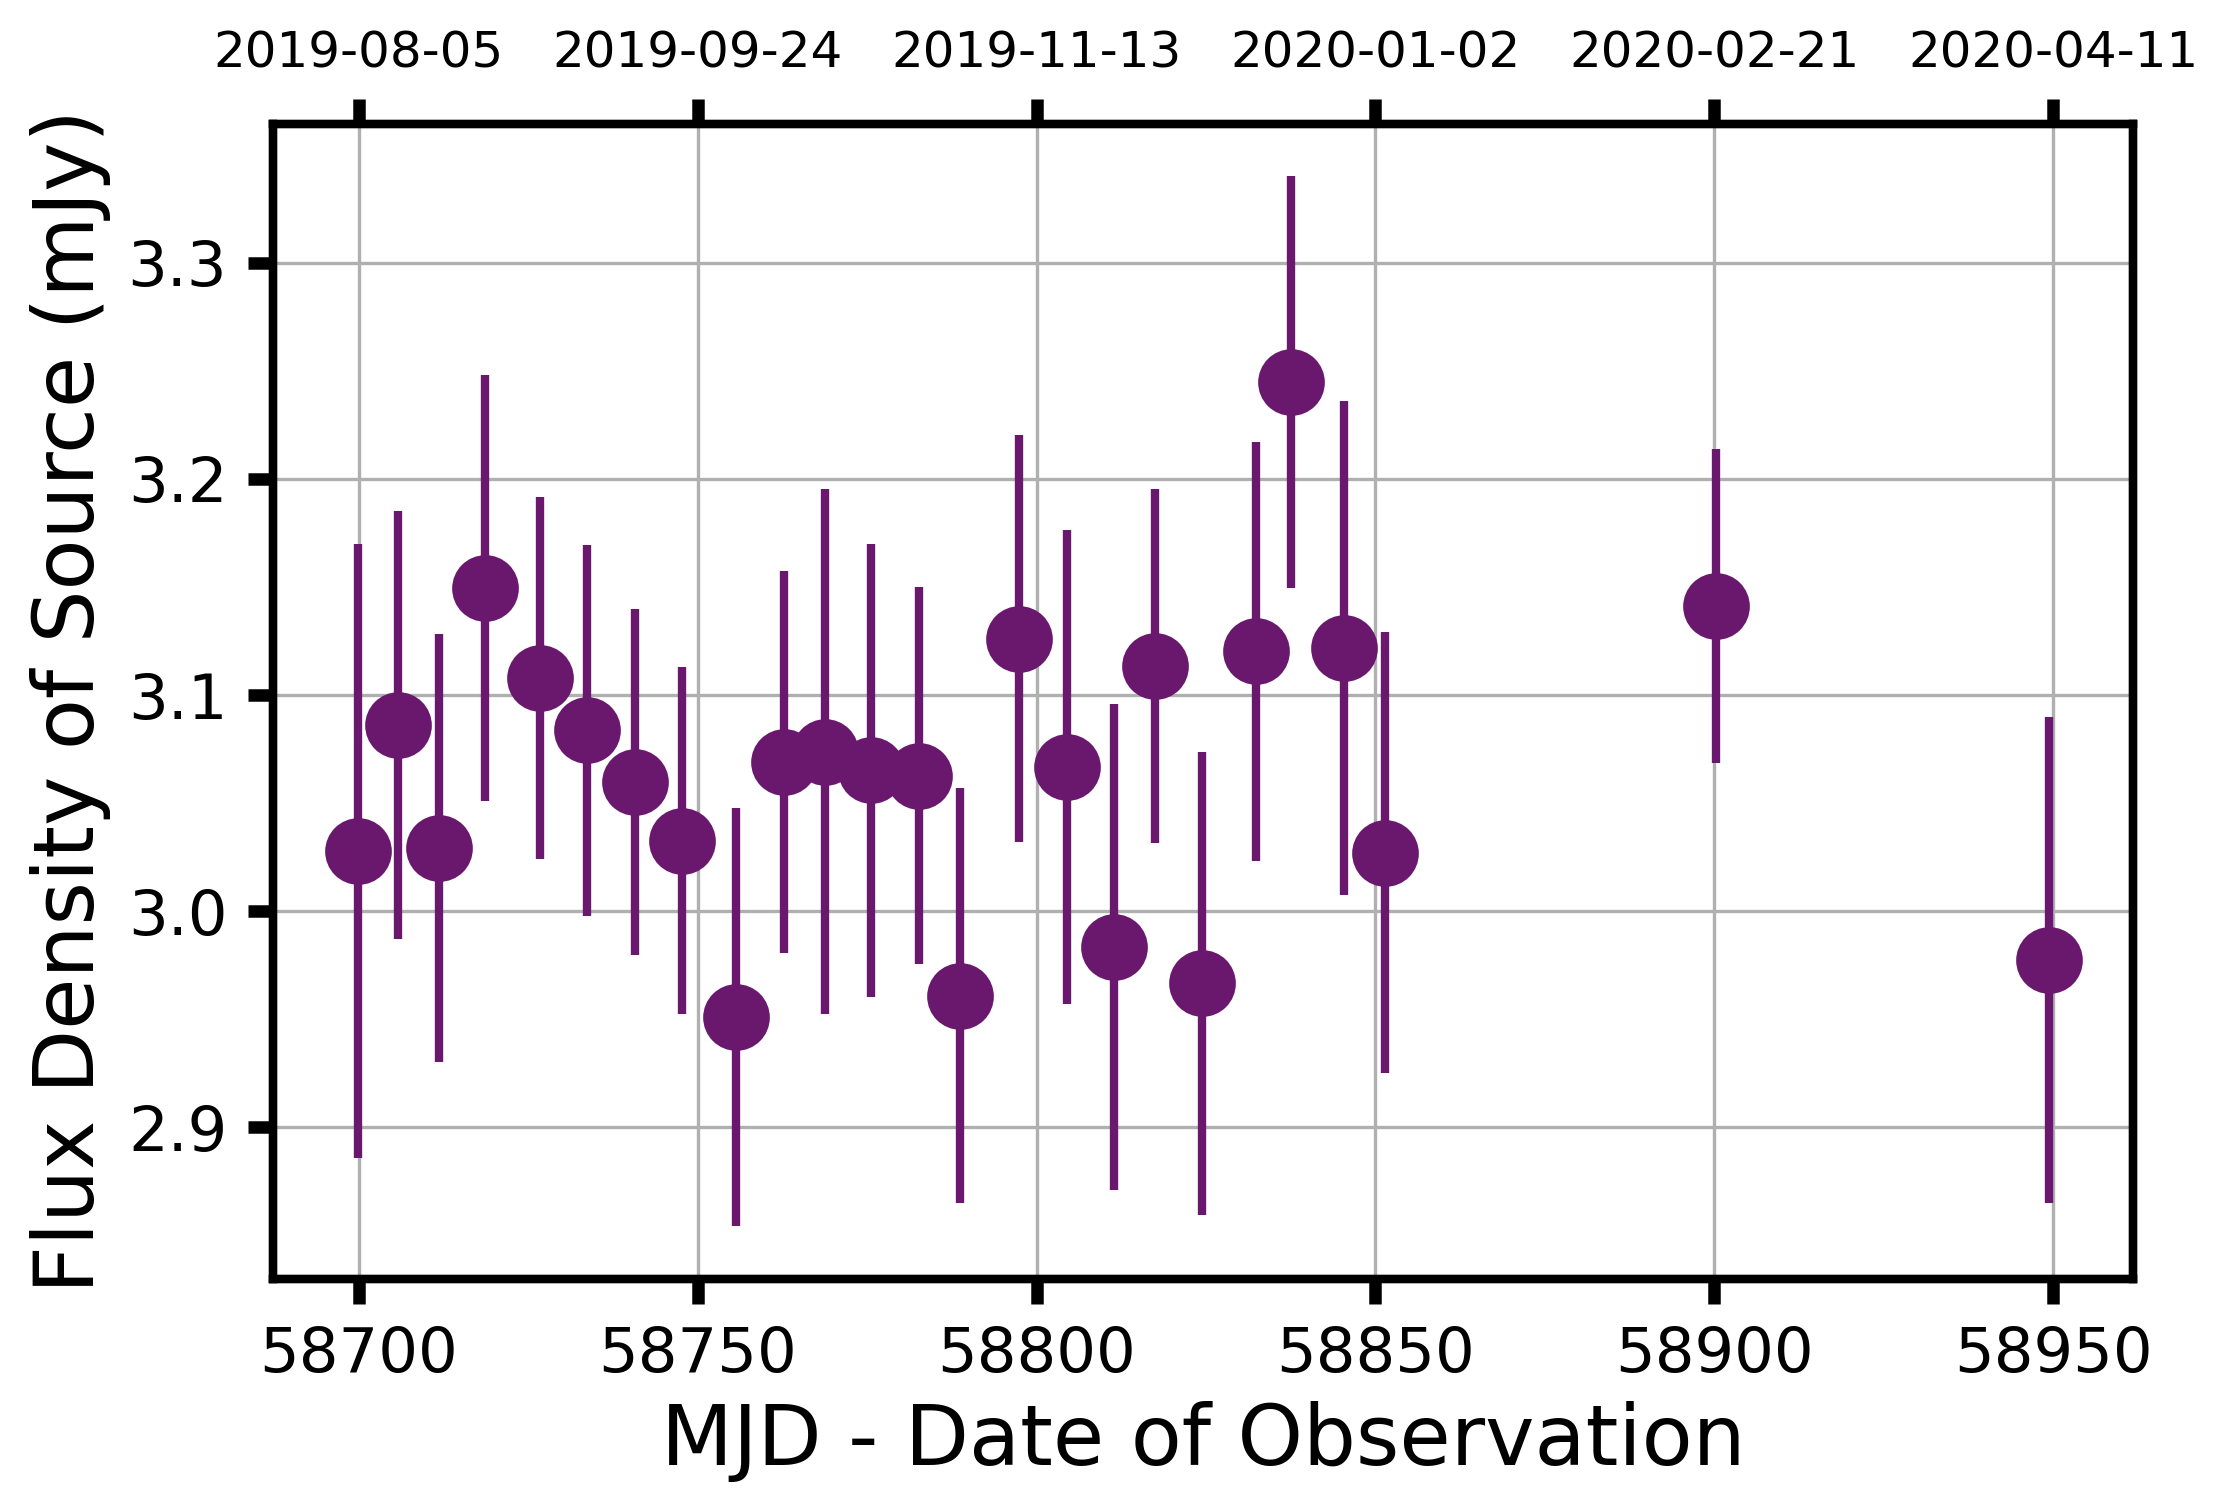 2019-08-05 2019-09-24 2019-11-13 2020-01-02 2020-02-21 2020-04-11
Flux Density of Source (mJy)
3.3
3.2
3.1
3.0
2.9
58700 58750 58800 58850 58900 58950
MJD - Date of Observation